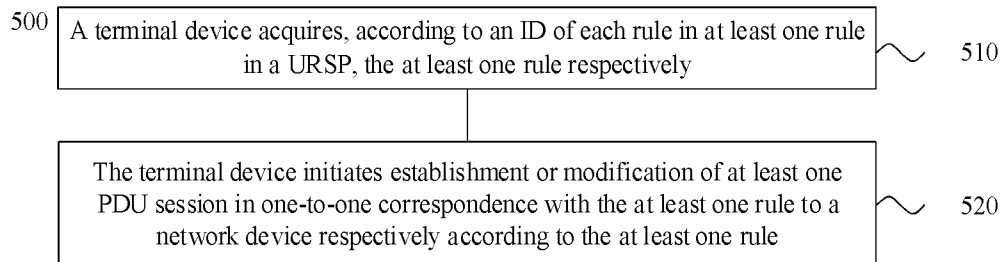 500
A terminal device acquires, according to an ID of each rule in at least one rule
in a URSP, the at least one rule respectively
510
The terminal device initiates establishment or modification of at least one
PDU session in one-to-one correspondence with the at least one rule to a
network device respectively according to the at least one rule
520